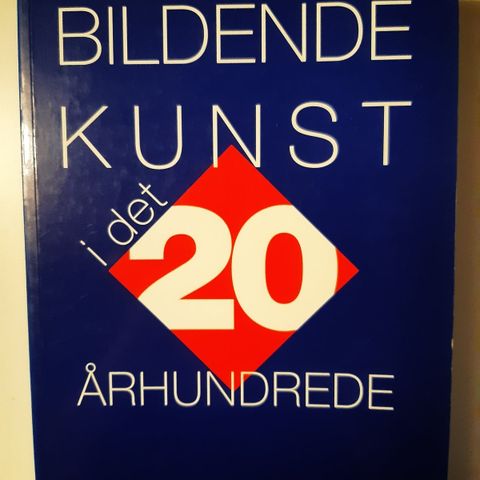 BILDENDE
KUNST
i det
20
ÅRHUNDREDE